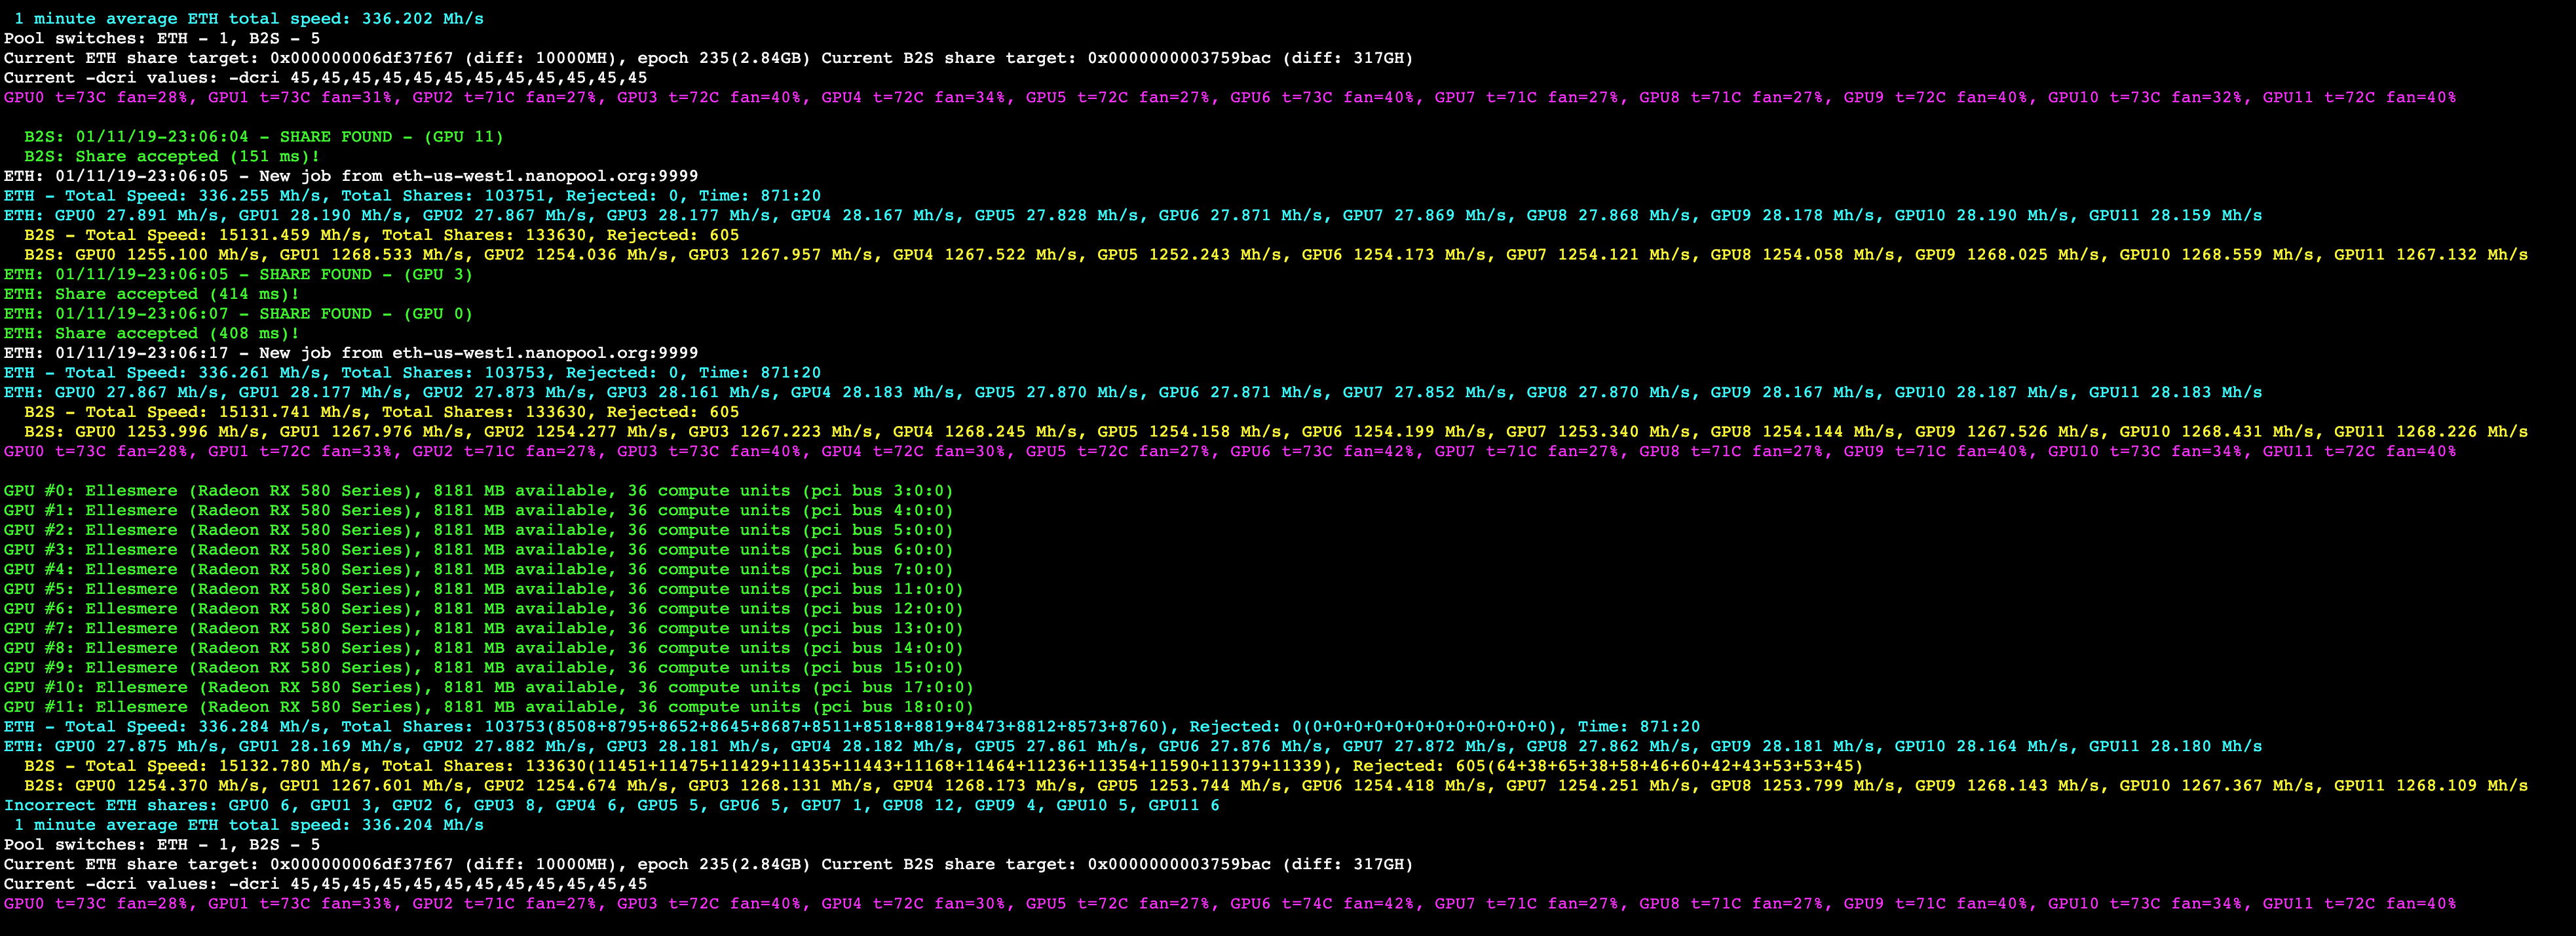 1 minute average ETH total speed: 336.202 Mh/s
Pool switches: ETH - 1, B2S - 5
Current ETH share target: 0x000000006df37f67 (diff: 10000MH), epoch 235(2.84GB) Current B2S share target: 0x0000000003759bac (diff: 317GH)
Current -dcri values: -dcri 45,45,45,45,45,45,45,45,45,45,45,45
GPU0 t=73C fan=28%, GPU1 t=73C fan=31%, GPU2 t=71C fan=27%, GPU3 t=72C fan=40%, GPU4 t=72C fan=34%, GPU5 t=72C fan=27%, GPU6 t=73C fan=40%, GPU7 t=71C fan=27%, GPU8 t=71C fan=27%, GPU9 t=72C fan=40%, GPU10 t=73C fan=32%, GPU11 t=72C fan=40%
B2S: 01/11/19-23:06:04 - SHARE FOUND - (GPU 11)
B2S: Share accepted (151 ms)!
ETH: 01/11/19-23:06:05 - New job from eth-us-west1.nanopool.org:9999
ETH - Total Speed: 336.255 Mh/s, Total Shares: 103751, Rejected: 0, Time: 871:20
ETH: GPU0 27.891 Mh/s, GPU1 28.190 Mh/s, GPU2 27.867 Mh/s, GPU3 28.177 Mh/s, GPU4 28.167 Mh/s, GPU5 27.828 Mh/s, GPU6 27.871 Mh/s, GPU7 27.869 Mh/s, GPU8 27.868 Mh/s, GPU9 28.178 Mh/s, GPU10 28.190 Mh/s, GPU11 28.159 Mh/s
B2S - Total Speed: 15131.459 Mh/s, Total Shares: 133630, Rejected: 605
B2S: GPU0 1255.100 Mh/s, GPU1 1268.533 Mh/s, GPU2 1254.036 Mh/s, GPU3 1267.957 Mh/s, GPU4 1267.522 Mh/s, GPU5 1252.243 Mh/s, GPU6 1254.173 Mh/s, GPU7 1254.121 Mh/s, GPU8 1254.058 Mh/s, GPU9 1268.025 Mh/s, GPU10 1268.559 Mh/s, GPU11 1267.132 Mh/s
ETH: 01/11/19-23:06:05 - SHARE FOUND - (GPU 3)
ETH: Share accepted (414 ms)!
ETH: 01/11/19-23:06:07 - SHARE FOUND - (GPU 0)
ETH: Share accepted (408 ms)!
ETH: 01/11/19-23:06:17 - New job from eth-us-west1.nanopool.org:9999
ETH - Total Speed: 336.261 Mh/s, Total Shares: 103753, Rejected: 0, Time: 871:20
ETH: GPU0 27.867 Mh/s, GPU1 28.177 Mh/s, GPU2 27.873 Mh/s, GPU3 28.161 Mh/s, GPU4 28.183 Mh/s, GPU5 27.870 Mh/s, GPU6 27.871 Mh/s, GPU7 27.852 Mh/s, GPU8 27.870 Mh/s, GPU9 28.167 Mh/s, GPU10 28.187 Mh/s, GPU11 28.183 Mh/s
B2S - Total Speed: 15131.741 Mh/s, Total Shares: 133630, Rejected: 605
B2S: GPU0 1253.996 Mh/s, GPU1 1267.976 Mh/s, GPU2 1254.277 Mh/s, GPU3 1267.223 Mh/s, GPU4 1268.245 Mh/s, GPU5 1254.158 Mh/s, GPU6 1254.199 Mh/s, GPU7 1253.340 Mh/s, GPU8 1254.144 Mh/s, GPU9 1267.526 Mh/s, GPU10 1268.431 Mh/s, GPU11 1268.226 Mh/s
GPU0 t=73C fan=28%, GPU1 t=72C fan=33%, GPU2 t=71C fan=27%, GPU3 t=73C fan=40%, GPU4 t=72C fan=30%, GPU5 t=72C fan=27%, GPU6 t=73C fan=42%, GPU7 t=71C fan=27%, GPU8 t=71C fan=27%, GPU9 t=71C fan=40%, GPU10 t=73C fan=34%, GPU11 t=72C fan=40%
GPU #0: Ellesmere (Radeon RX 580 Series), 8181 MB available, 36 compute units (pci bus 3:0:0)
GPU #1: Ellesmere (Radeon RX 580 Series), 8181 MB available, 36 compute units (pci bus 4:0:0)
GPU #2: Ellesmere (Radeon RX 580 Series), 8181 MB available, 36 compute units (pci bus 5:0:0)
GPU #3: Ellesmere (Radeon RX 580 Series), 8181 MB available, 36 compute units (pci bus 6:0:0)
GPU #4: Ellesmere (Radeon RX 580 Series), 8181 MB available, 36 compute units (pci bus 7:0:0)
GPU #5: Ellesmere (Radeon RX 580 Series), 8181 MB available, 36 compute units (pci bus 11:0:0)
GPU #6: Ellesmere (Radeon RX 580 Series), 8181 MB available, 36 compute units (pci bus 12:0:0)
GPU #7: Ellesmere (Radeon RX 580 Series), 8181 MB available, 36 compute units (pci bus 13:0:0)
GPU #8: Ellesmere (Radeon RX 580 Series), 8181 MB available, 36 compute units (pci bus 14:0:0)
GPU #9: Ellesmere (Radeon RX 580 Series), 8181 MB available, 36 compute units (pci bus 15:0:0)
GPU #10: Ellesmere (Radeon RX 580 Series), 8181 MB available, 36 compute units (pci bus 17:0:0)
GPU #11: Ellesmere (Radeon RX 580 Series), 8181 MB available, 36 compute units (pci bus 18:0:0)
ETH - Total Speed: 336.284 Mh/s, Total Shares: 103753(8508+8795+8652+8645+8687+8511+8518+8819+8473+8812+8573+8760), Rejected: 0(0+0+0+0+0+0+0+0+0+0+0+0), Time: 871:20
ETH: GPU0 27.875 Mh/s, GPU1 28.169 Mh/s, GPU2 27.882 Mh/s, GPU3 28.181 Mh/s, GPU4 28.182 Mh/s, GPU5 27.861 Mh/s, GPU6 27.876 Mh/s, GPU7 27.872 Mh/s, GPU8 27.862 Mh/s, GPU9 28.181 Mh/s, GPU10 28.164 Mh/s, GPU11 28.180 Mh/s
B2S - Total Speed: 15132.780 Mh/s, Total Shares: 133630(11451+11475+11429+11435+11443+11168+11464+11236+11354+11590+11379+11339), Rejected: 605(64+38+65+38+58+46+60+42+43+53+53+45)
B2S: GPU0 1254.370 Mh/s, GPU1 1267.601 Mh/s, GPU2 1254.674 Mh/s, GPU3 1268.131 Mh/s, GPU4 1268.173 Mh/s, GPU5 1253.744 Mh/s, GPU6 1254.418 Mh/s, GPU7 1254.251 Mh/s, GPU8 1253.799 Mh/s, GPU9 1268.143 Mh/s, GPU10 1267.367 Mh/s, GPU11 1268.109 Mh/s
Incorrect ETH shares: GPU0 6, GPU1 3, GPU2 6, GPU3 8, GPU4 6, GPU5 5, GPU6 5, GPU7 1, GPU8 12, GPU9 4, GPU10 5, GPU11 6
1 minute average ETH total speed: 336.204 Mh/s
Pool switches: ETH - 1, B2S - 5
Current ETH share target: 0x000000006df37f67 (diff: 10000MH), epoch 235(2.84GB) Current B2S share target: 0x0000000003759bac (diff: 317GH)
Current -dcri values: -dcri 45,45,45,45,45,45,45,45,45,45,45,45
GPU0 t=73C fan=28%, GPU1 t=73C fan=33%, GPU2 t=71C fan=27%, GPU3 t=72C fan=40%, GPU4 t=72C fan=30%, GPU5 t=72C fan=27%, GPU6 t=74C fan=42%, GPU7 t=71C fan=27%, GPU8 t=71C fan=27%, GPU9 t=71C fan=40%, GPU10 t=73C fan=34%, GPU11 t=72C fan=40%